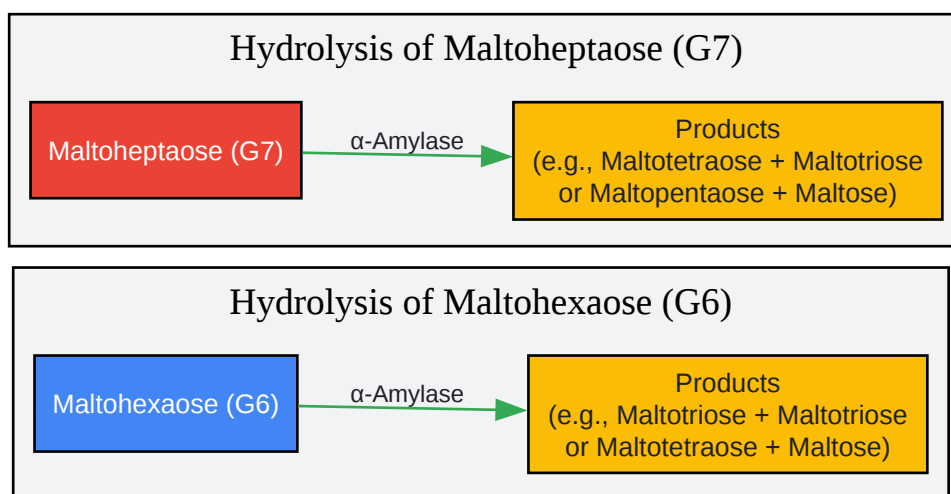 Hydrolysis of Maltoheptaose (G7)
Maltoheptaose (G7)
α-Amylase
Products
(e.g., Maltotetraose + Maltotriose
or Maltopentaose + Maltose)
Hydrolysis of Maltohexaose (G6)
Maltohexaose (G6)
α-Amylase
Products
(e.g., Maltotriose + Maltotriose
or Maltotetraose + Maltose)